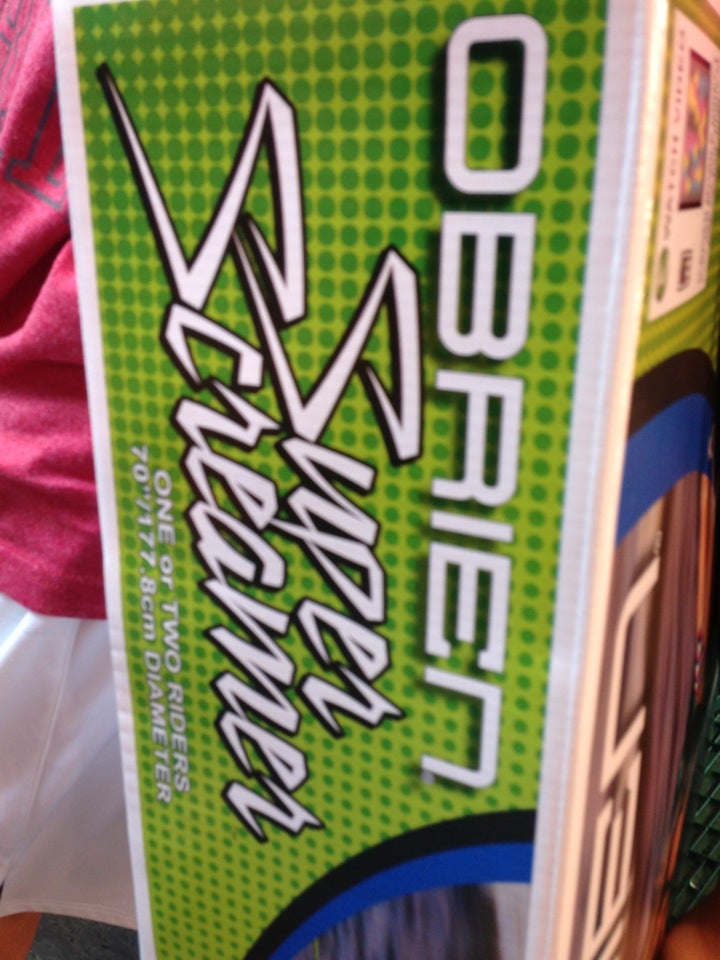 OBRIEN
Super
Screamer
ONE or TWO RIDERS
70"/177.8cm DIAMETER